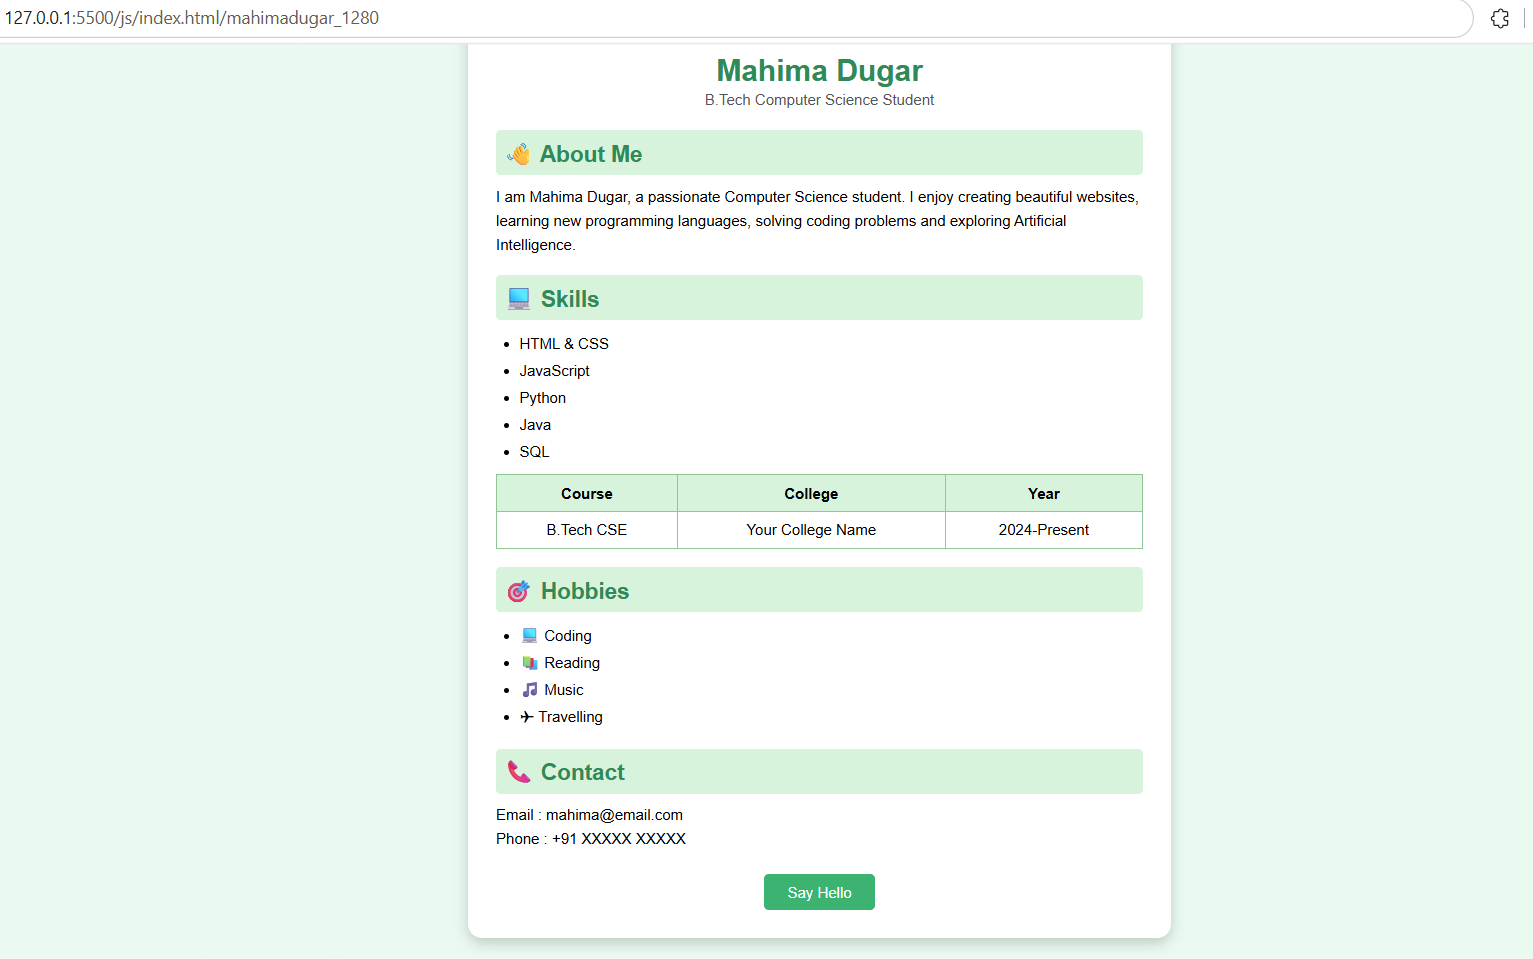 127.0.0.1:5500/js/index.html/mahimadugar_1280
Mahima Dugar
B.Tech Computer Science Student
👋 About Me
I am Mahima Dugar, a passionate Computer Science student. I enjoy creating beautiful websites,
learning new programming languages, solving coding problems and exploring Artificial
Intelligence.
💻 Skills
• HTML & CSS
• JavaScript
• Python
• Java
• SQL
Course College Year
B.Tech CSE Your College Name 2024-Present
🎯 Hobbies
• 💻 Coding
• 📚 Reading
• 🎵 Music
• ✈ Travelling
📞 Contact
Email : mahima@email.com
Phone : +91 XXXXX XXXXX
Say Hello